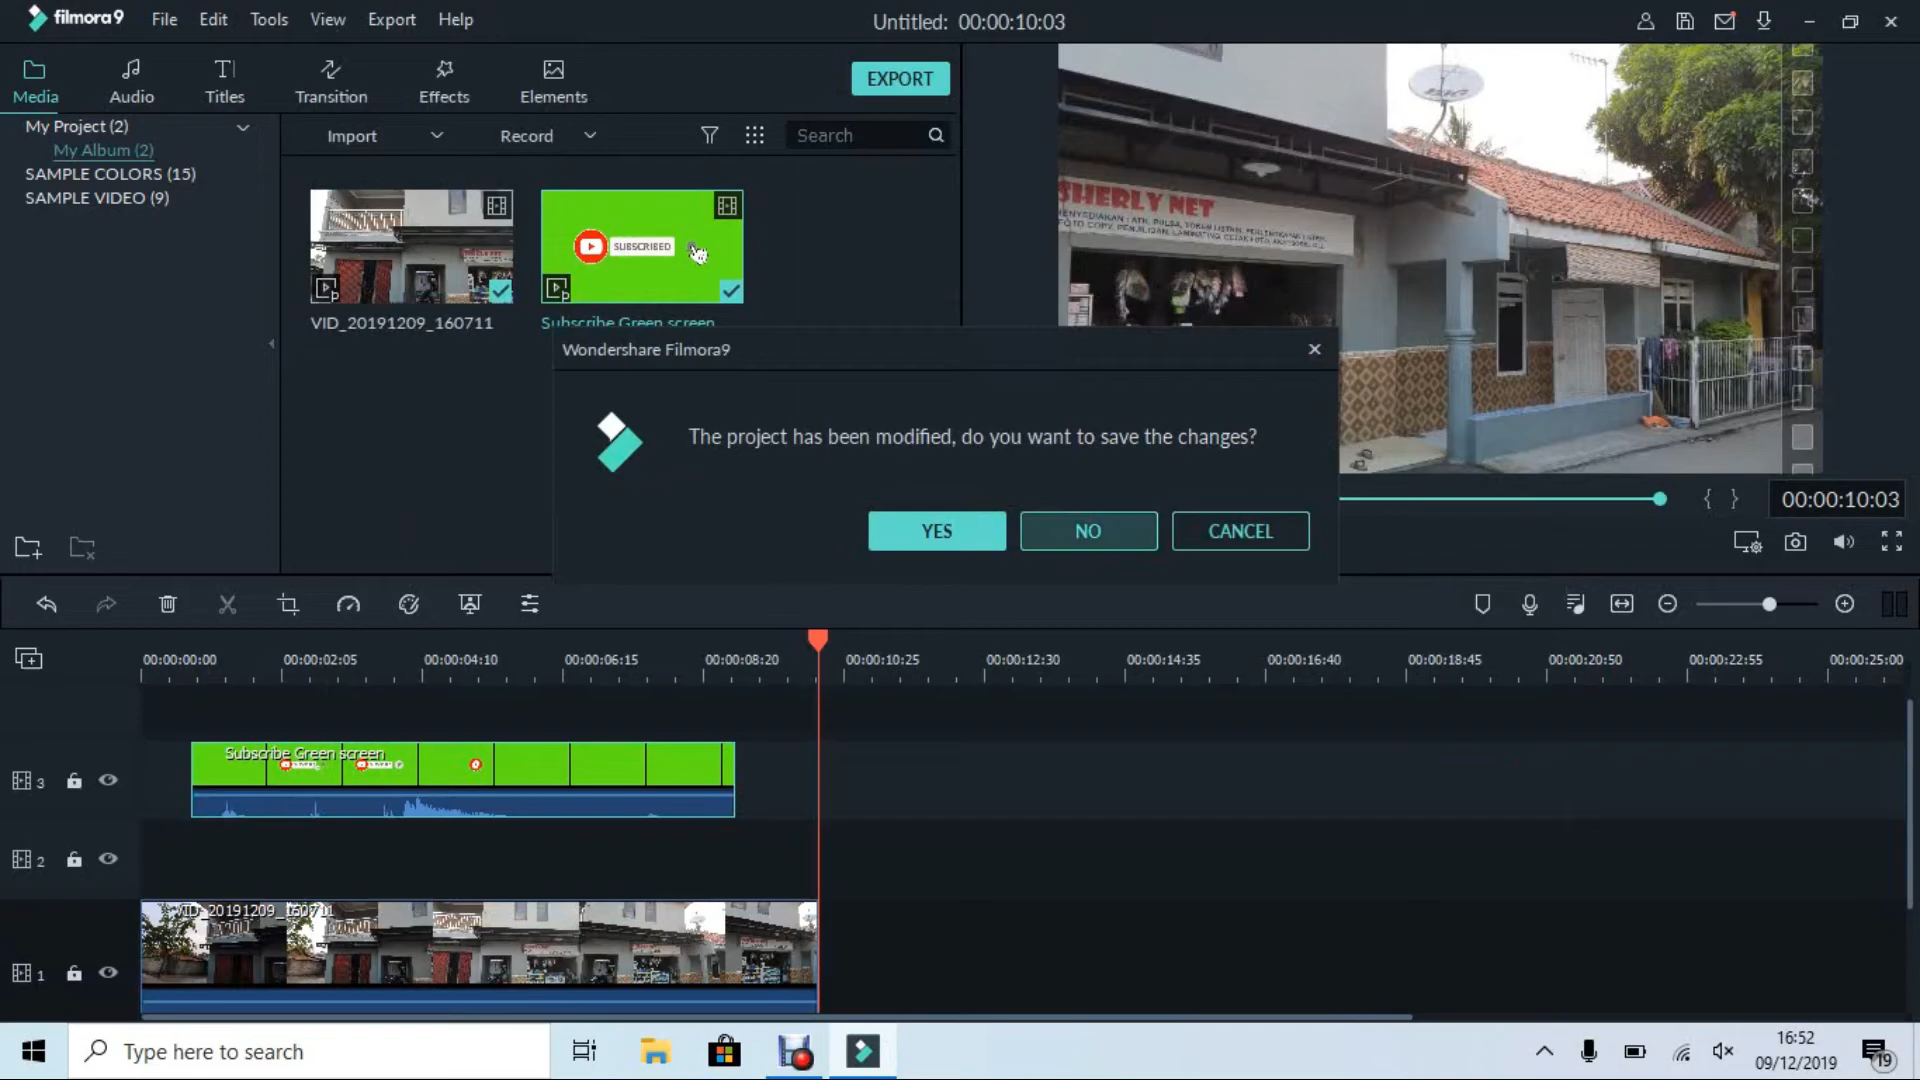 filmora9
File Edit Tools View Export Help
Untitled: 00:00:10:03
Media
Audio
Titles
Transition
Effects
Elements
EXPORT
My Project (2)
My Album (2)
SAMPLE COLORS (15)
SAMPLE VIDEO (9)
Import
Record
Search
SUBSCRIBED
VID_20191209_160711
Subscribe Green screen
SHERLY NET
Wondershare Filmora9
The project has been modified, do you want to save the changes?
YES
NO
CANCEL
00:00:10:03
00:00:00:00 00:00:02:05 00:00:04:10 00:00:06:15 00:00:08:20 00:00:10:25 00:00:12:30 00:00:14:35 00:00:16:40 00:00:18:45 00:00:20:50 00:00:22:55 00:00:25:00
Subscribe Green screen
3
2
VID_20191209_160711
1
Type here to search
16:52
09/12/2019
19